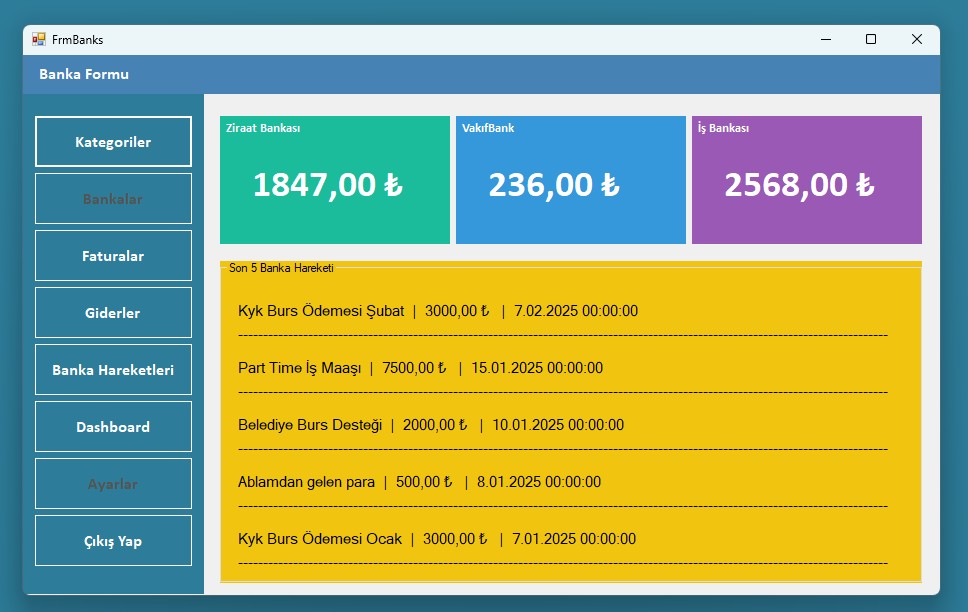 FrmBanks
Banka Formu
Kategoriler
Bankalar
Faturalar
Giderler
Banka Hareketleri
Dashboard
Ayarlar
Çıkış Yap
Ziraat Bankası
1847,00 ₺
VakıfBank
236,00 ₺
İş Bankası
2568,00 ₺
Son 5 Banka Hareketi
Kyk Burs Ödemesi Şubat | 3000,00 ₺ | 7.02.2025 00:00:00
Part Time İş Maaşı | 7500,00 ₺ | 15.01.2025 00:00:00
Belediye Burs Desteği | 2000,00 ₺ | 10.01.2025 00:00:00
Ablamdan gelen para | 500,00 ₺ | 8.01.2025 00:00:00
Kyk Burs Ödemesi Ocak | 3000,00 ₺ | 7.01.2025 00:00:00